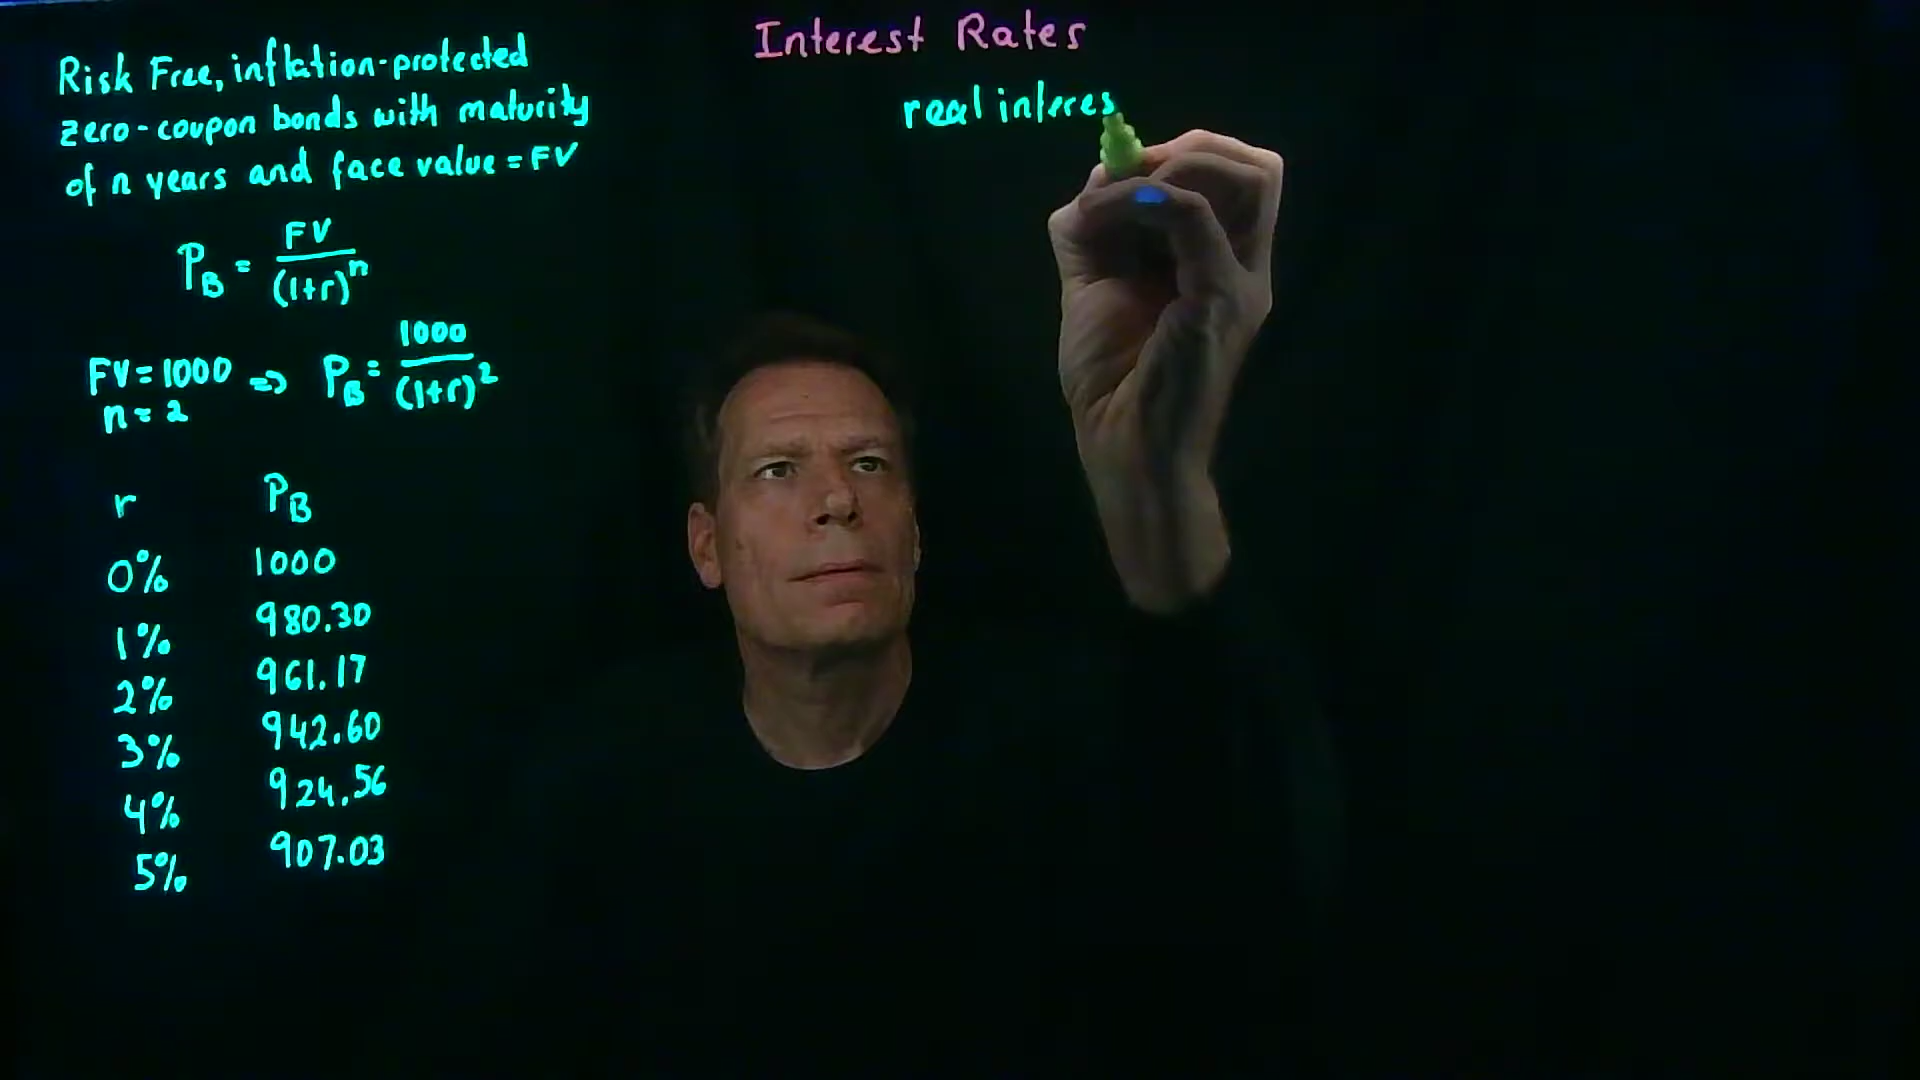 Interest Rates
Risk Free, inflation-protected
zero-coupon bonds with maturity
of n years and face value = FV
P_B = FV / (1+r)^n
FV = 1000 => P_B = 1000 / (1+r)^2
n = 2
r P_B
0% 1000
1% 980.30
2% 961.17
3% 942.60
4% 924.56
5% 907.03
real interes